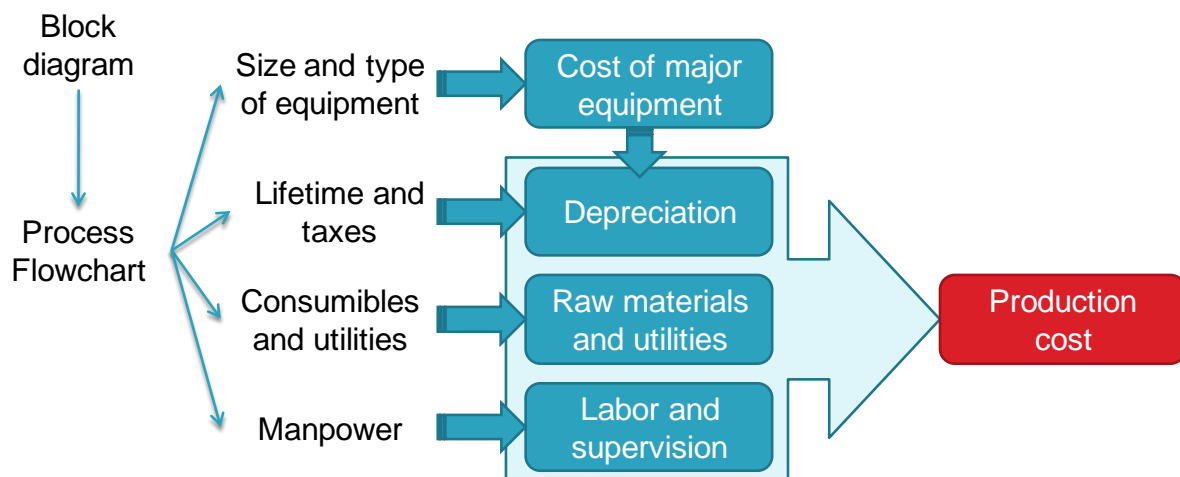 Block
diagram
Size and type
of equipment
Cost of major
equipment
Lifetime and
taxes
Depreciation
Process
Flowchart
Consumibles
and utilities
Raw materials
and utilities
Production
cost
Manpower
Labor and
supervision